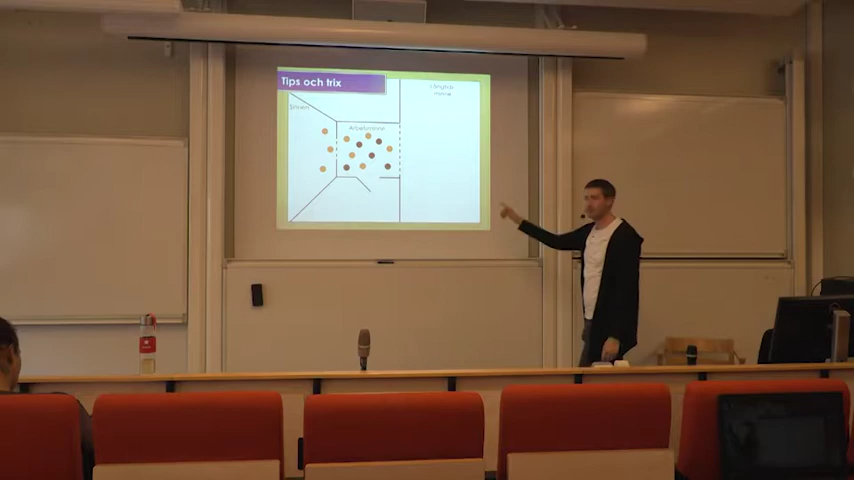 Tips och trix
Långtids
minne
Sinnen
Arbetsminne